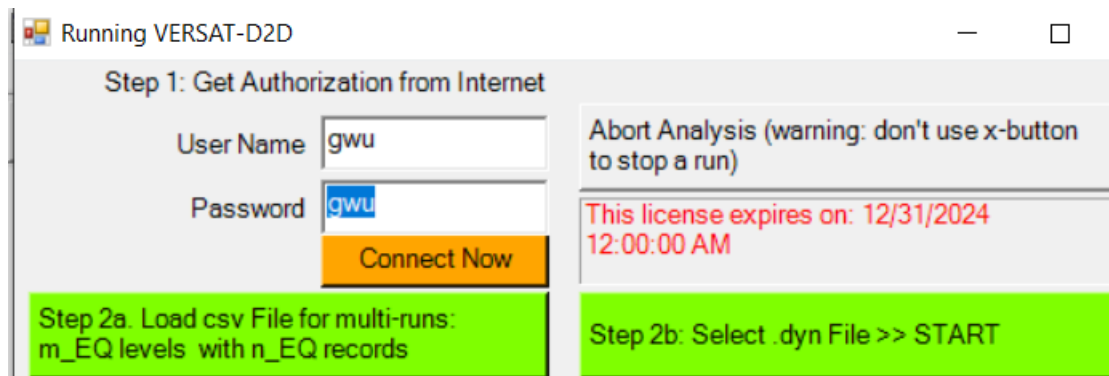 Running VERSAT-D2D
Step 1: Get Authorization from Internet
User Name gwu
Password gwu
Connect Now
Abort Analysis (warning: don't use x-button
to stop a run)
This license expires on: 12/31/2024
12:00:00 AM
Step 2a. Load csv File for multi-runs:
m_EQ levels with n_EQ records
Step 2b: Select .dyn File >> START